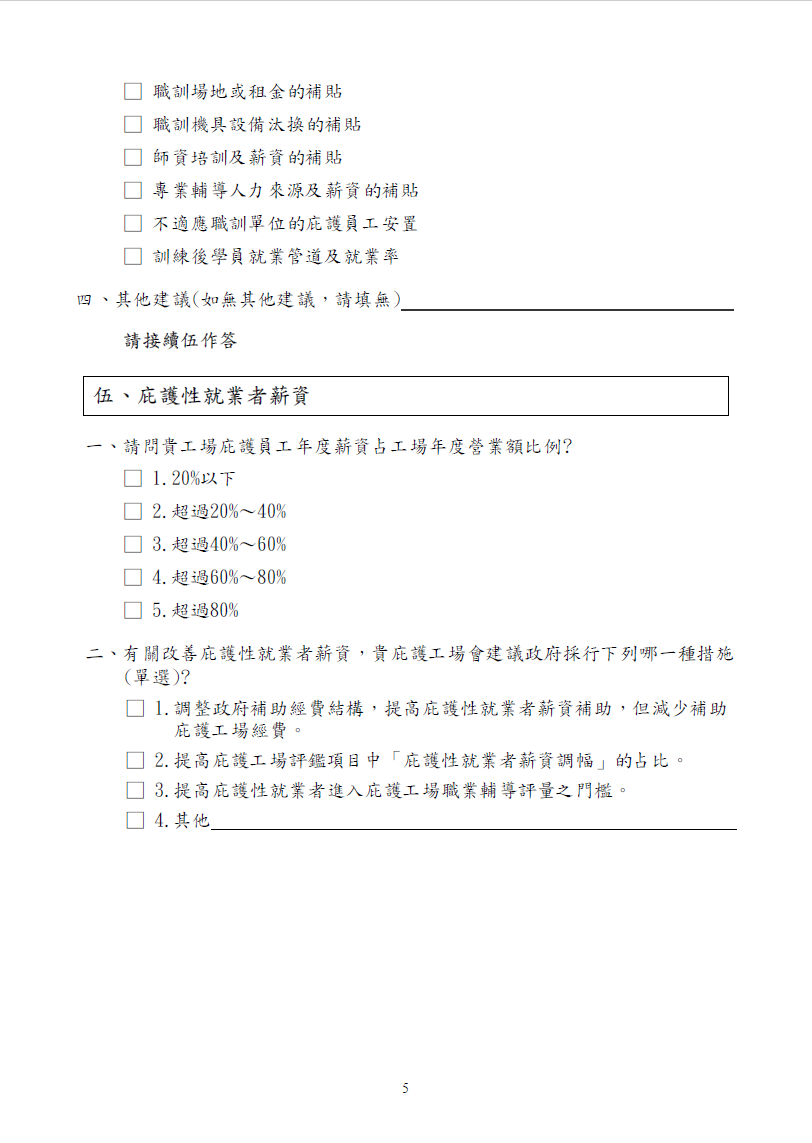 □ 職訓場地或租金的補貼
□ 職訓機具設備汰換的補貼
□ 師資培訓及薪資的補貼
□ 專業輔導人力來源及薪資的補貼
□ 不適應職訓單位的庇護員工安置
□ 訓練後學員就業管道及就業率
四、其他建議(如無其他建議，請填無)
請接續伍作答
伍、庇護性就業者薪資
一、請問貴工場庇護員工年度薪資占工場年度營業額比例?
□ 1.20%以下
□ 2.超過20%～40%
□ 3.超過40%～60%
□ 4.超過60%～80%
□ 5.超過80%
二、有關改善庇護性就業者薪資，貴庇護工場會建議政府採行下列哪一種措施
(單選)?
□ 1.調整政府補助經費結構，提高庇護性就業者薪資補助，但減少補助
庇護工場經費。
□ 2.提高庇護工場評鑑項目中「庇護性就業者薪資調幅」的占比。
□ 3.提高庇護性就業者進入庇護工場職業輔導評量之門檻。
□ 4.其他
5